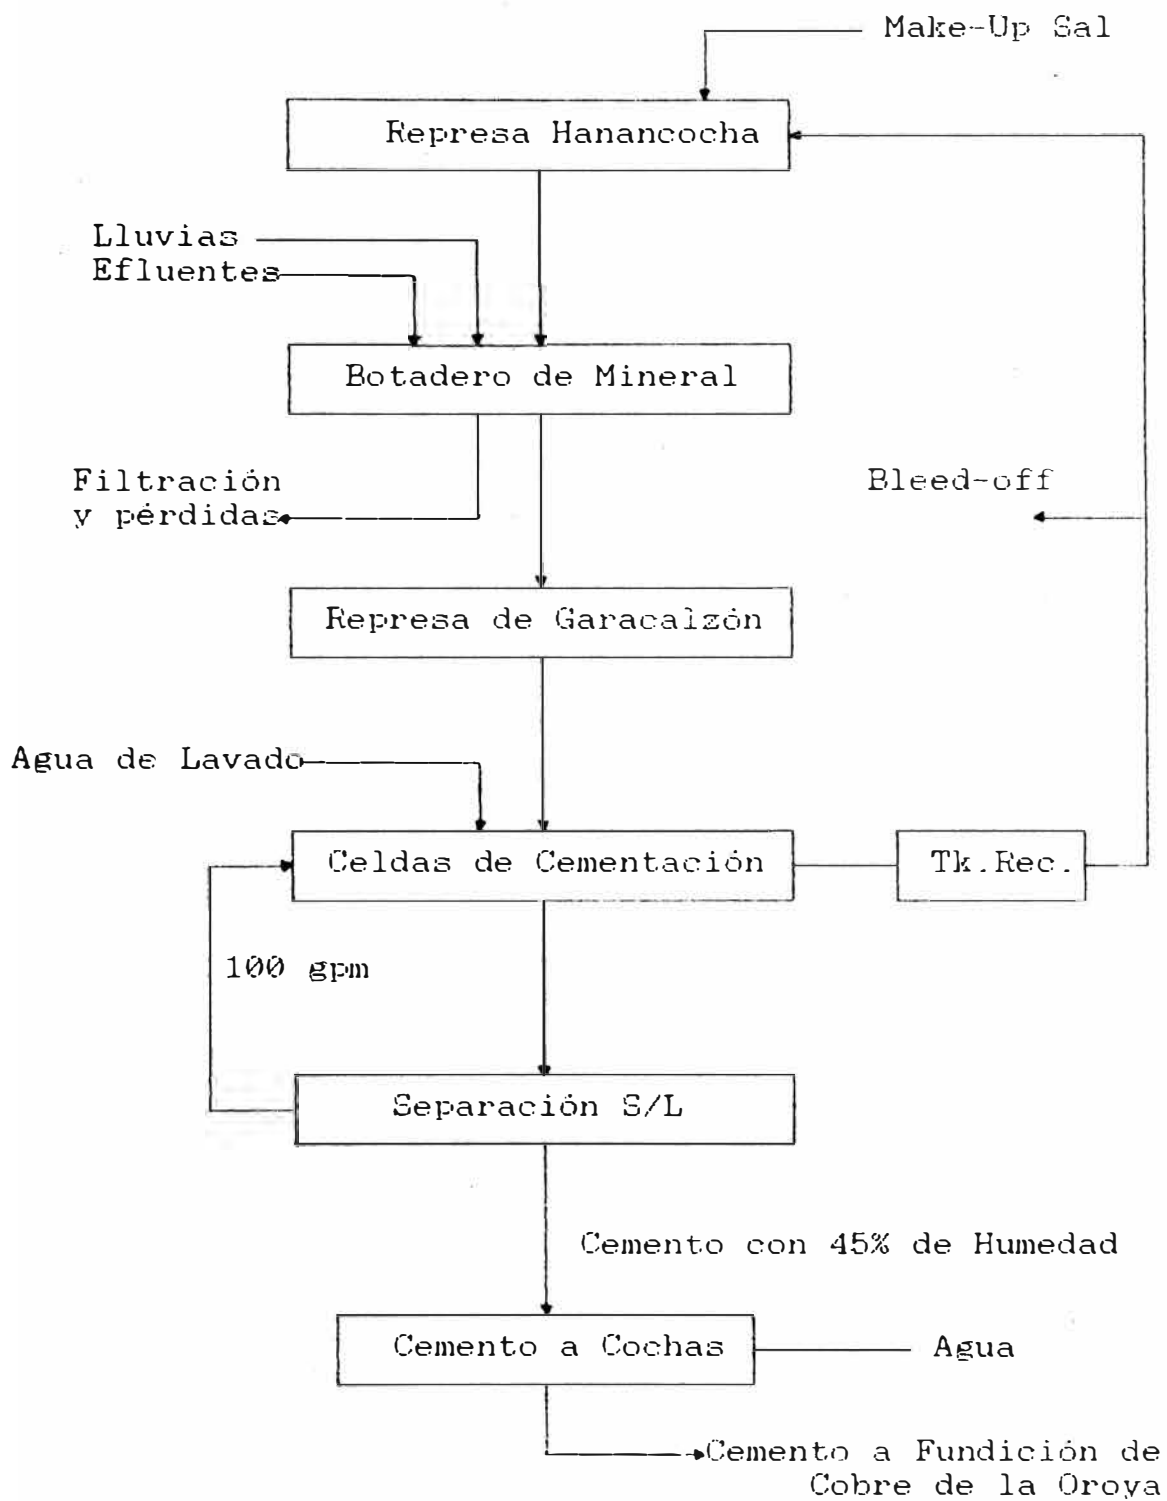 Make-Up Sal
Represa Hanancocha
Lluvias
Efluentes
Botadero de Mineral
Filtración
y pérdidas
Bleed-off
Represa de Garacalzón
Agua de Lavado
Celdas de Cementación
Tk.Rec.
100 gpm
Separación S/L
Cemento con 45% de Humedad
Cemento a Cochas
Agua
Cemento a Fundición de
Cobre de la Oroya